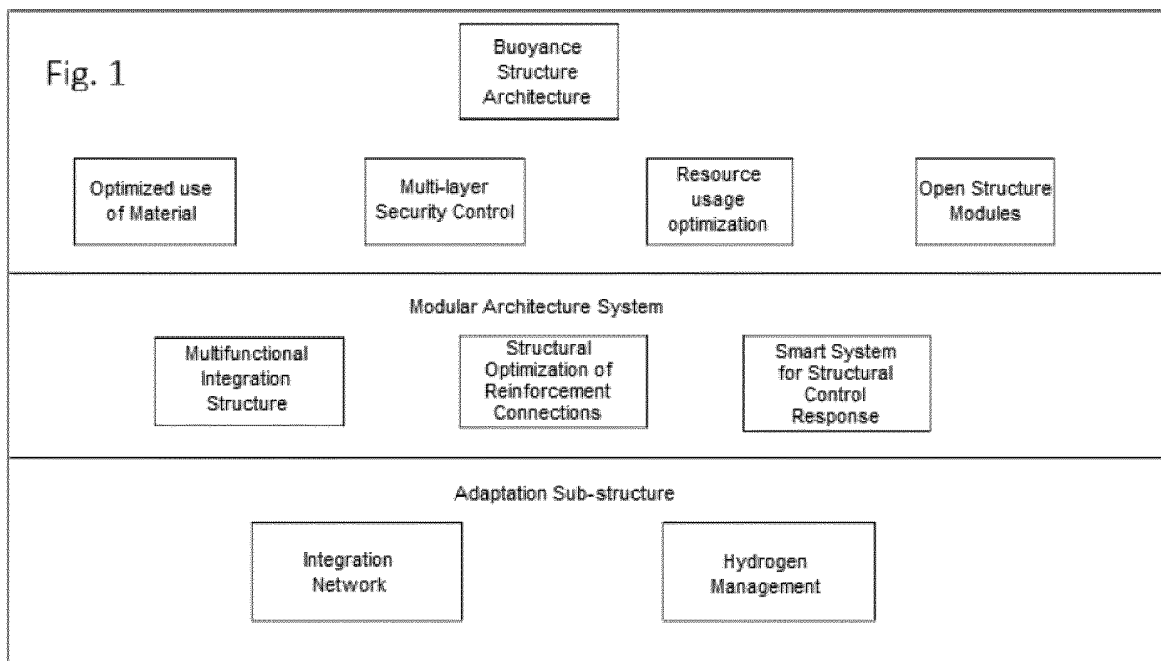 Fig. 1
Buoyance
Structure
Architecture
Optimized use
of Material
Multi-layer
Security Control
Resource
usage
optimization
Open Structure
Modules
Modular Architecture System
Multifunctional
Integration
Structure
Structural
Optimization of
Reinforcement
Connections
Smart System
for Structural
Control
Response
Adaptation Sub-structure
Integration
Network
Hydrogen
Management